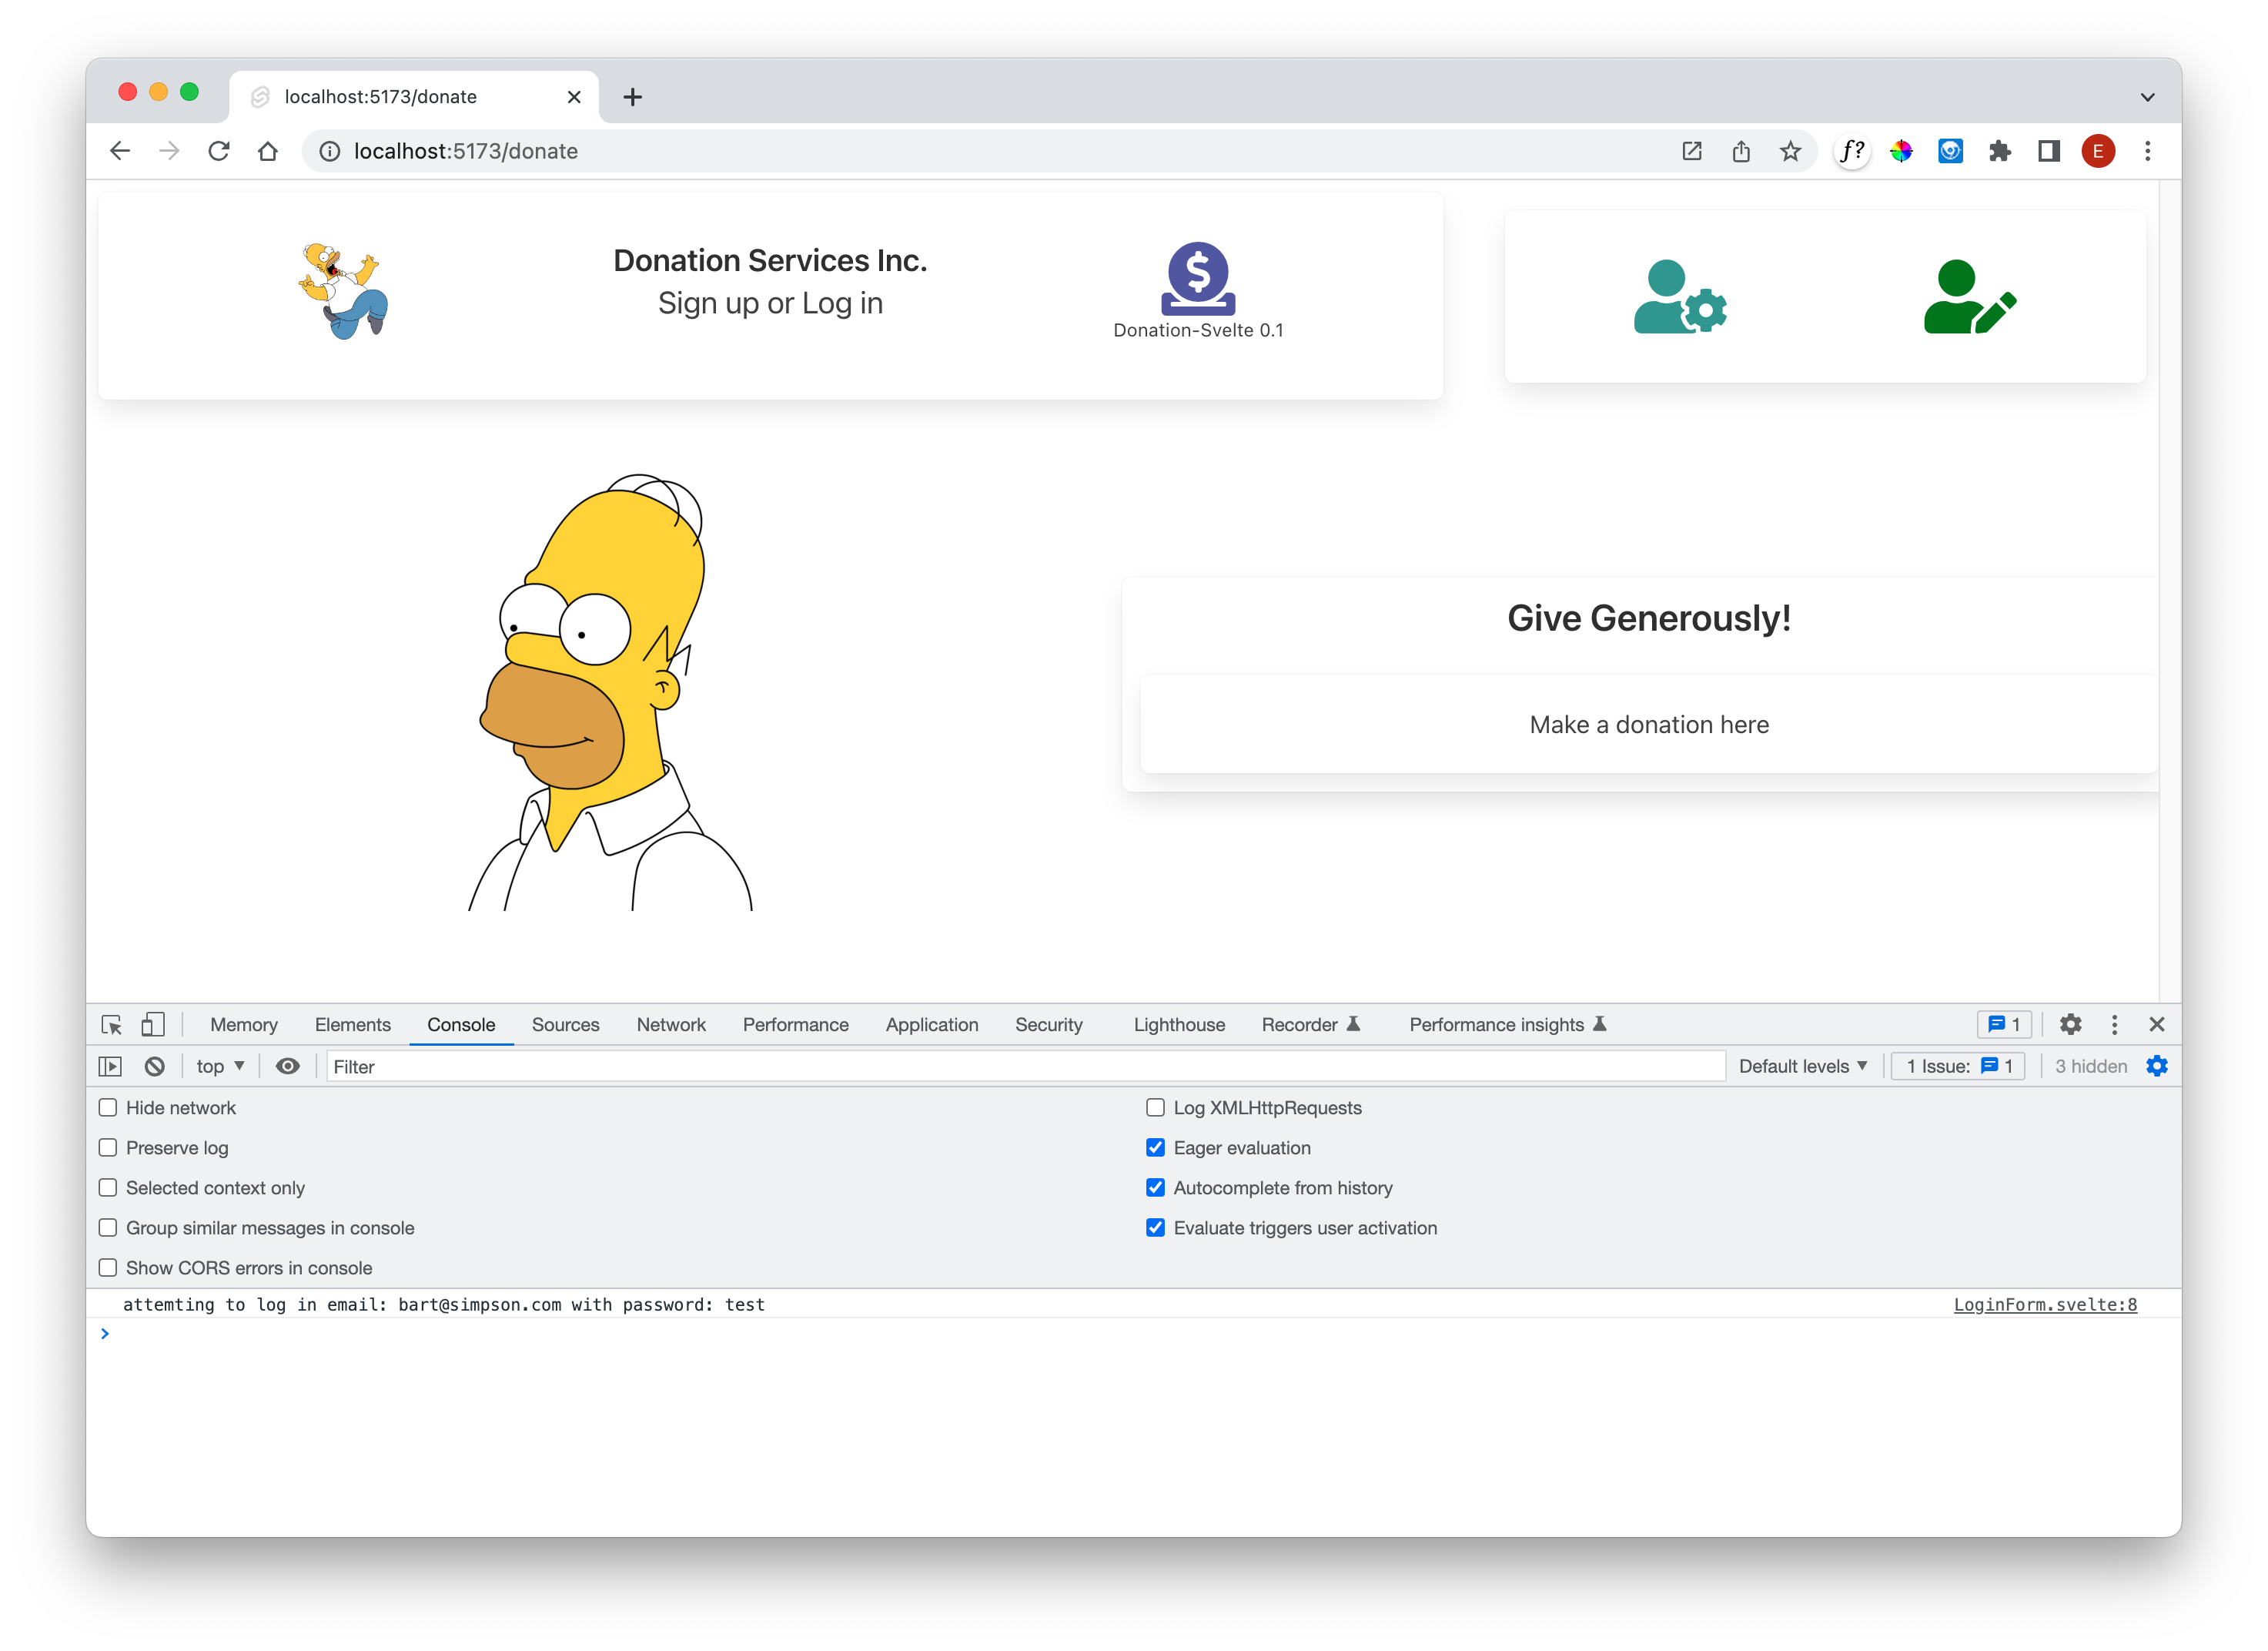 localhost:5173/donate
localhost:5173/donate
f?
E
Donation Services Inc.
Sign up or Log in
$
Donation-Svelte 0.1
Give Generously!
Make a donation here
Memory Elements Console Sources Network Performance Application Security Lighthouse Recorder Performance insights 1
top Filter Default levels 1 Issue: 1 3 hidden
Hide network Log XMLHttpRequests
Preserve log Eager evaluation
Selected context only Autocomplete from history
Group similar messages in console Evaluate triggers user activation
Show CORS errors in console
attemting to log in email: bart@simpson.com with password: test LoginForm.svelte:8